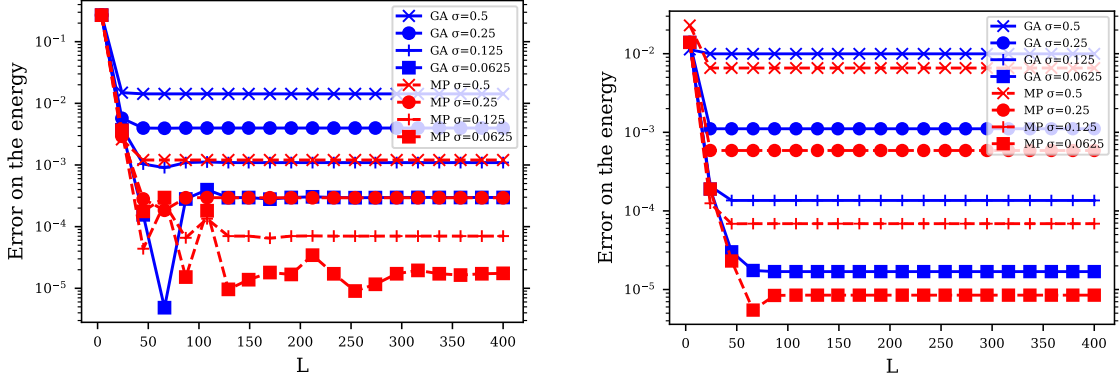 Error on the energy
10⁻¹
10⁻²
10⁻³
10⁻⁴
10⁻⁵
0 50 100 150 200 250 300 350 400
L
GA σ=0.5
GA σ=0.25
GA σ=0.125
GA σ=0.0625
MP σ=0.5
MP σ=0.25
MP σ=0.125
MP σ=0.0625
Error on the energy
10⁻²
10⁻³
10⁻⁴
10⁻⁵
0 50 100 150 200 250 300 350 400
L
GA σ=0.5
GA σ=0.25
GA σ=0.125
GA σ=0.0625
MP σ=0.5
MP σ=0.25
MP σ=0.125
MP σ=0.0625